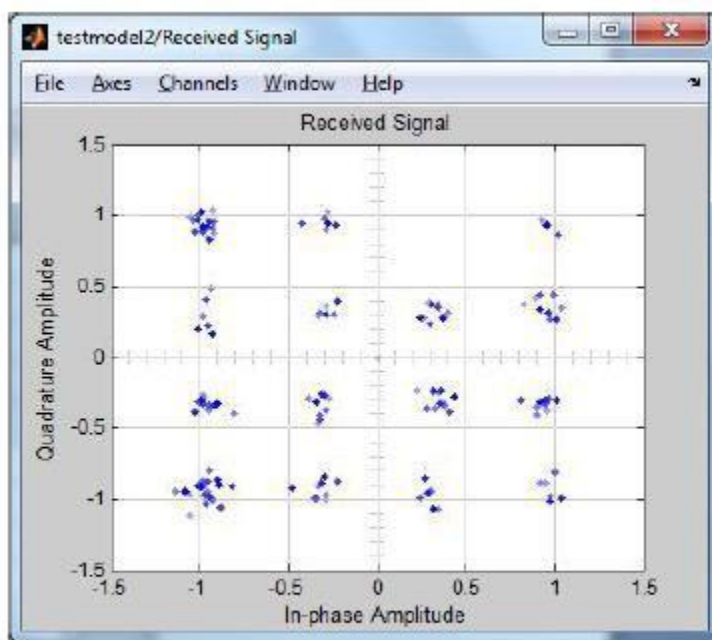 testmodel2/Received Signal
File Axes Channels Window Help
Received Signal
1.5
1
0.5
0
-0.5
-1
-1.5
Quadrature Amplitude
-1.5 -1 -0.5 0 0.5 1 1.5
In-phase Amplitude